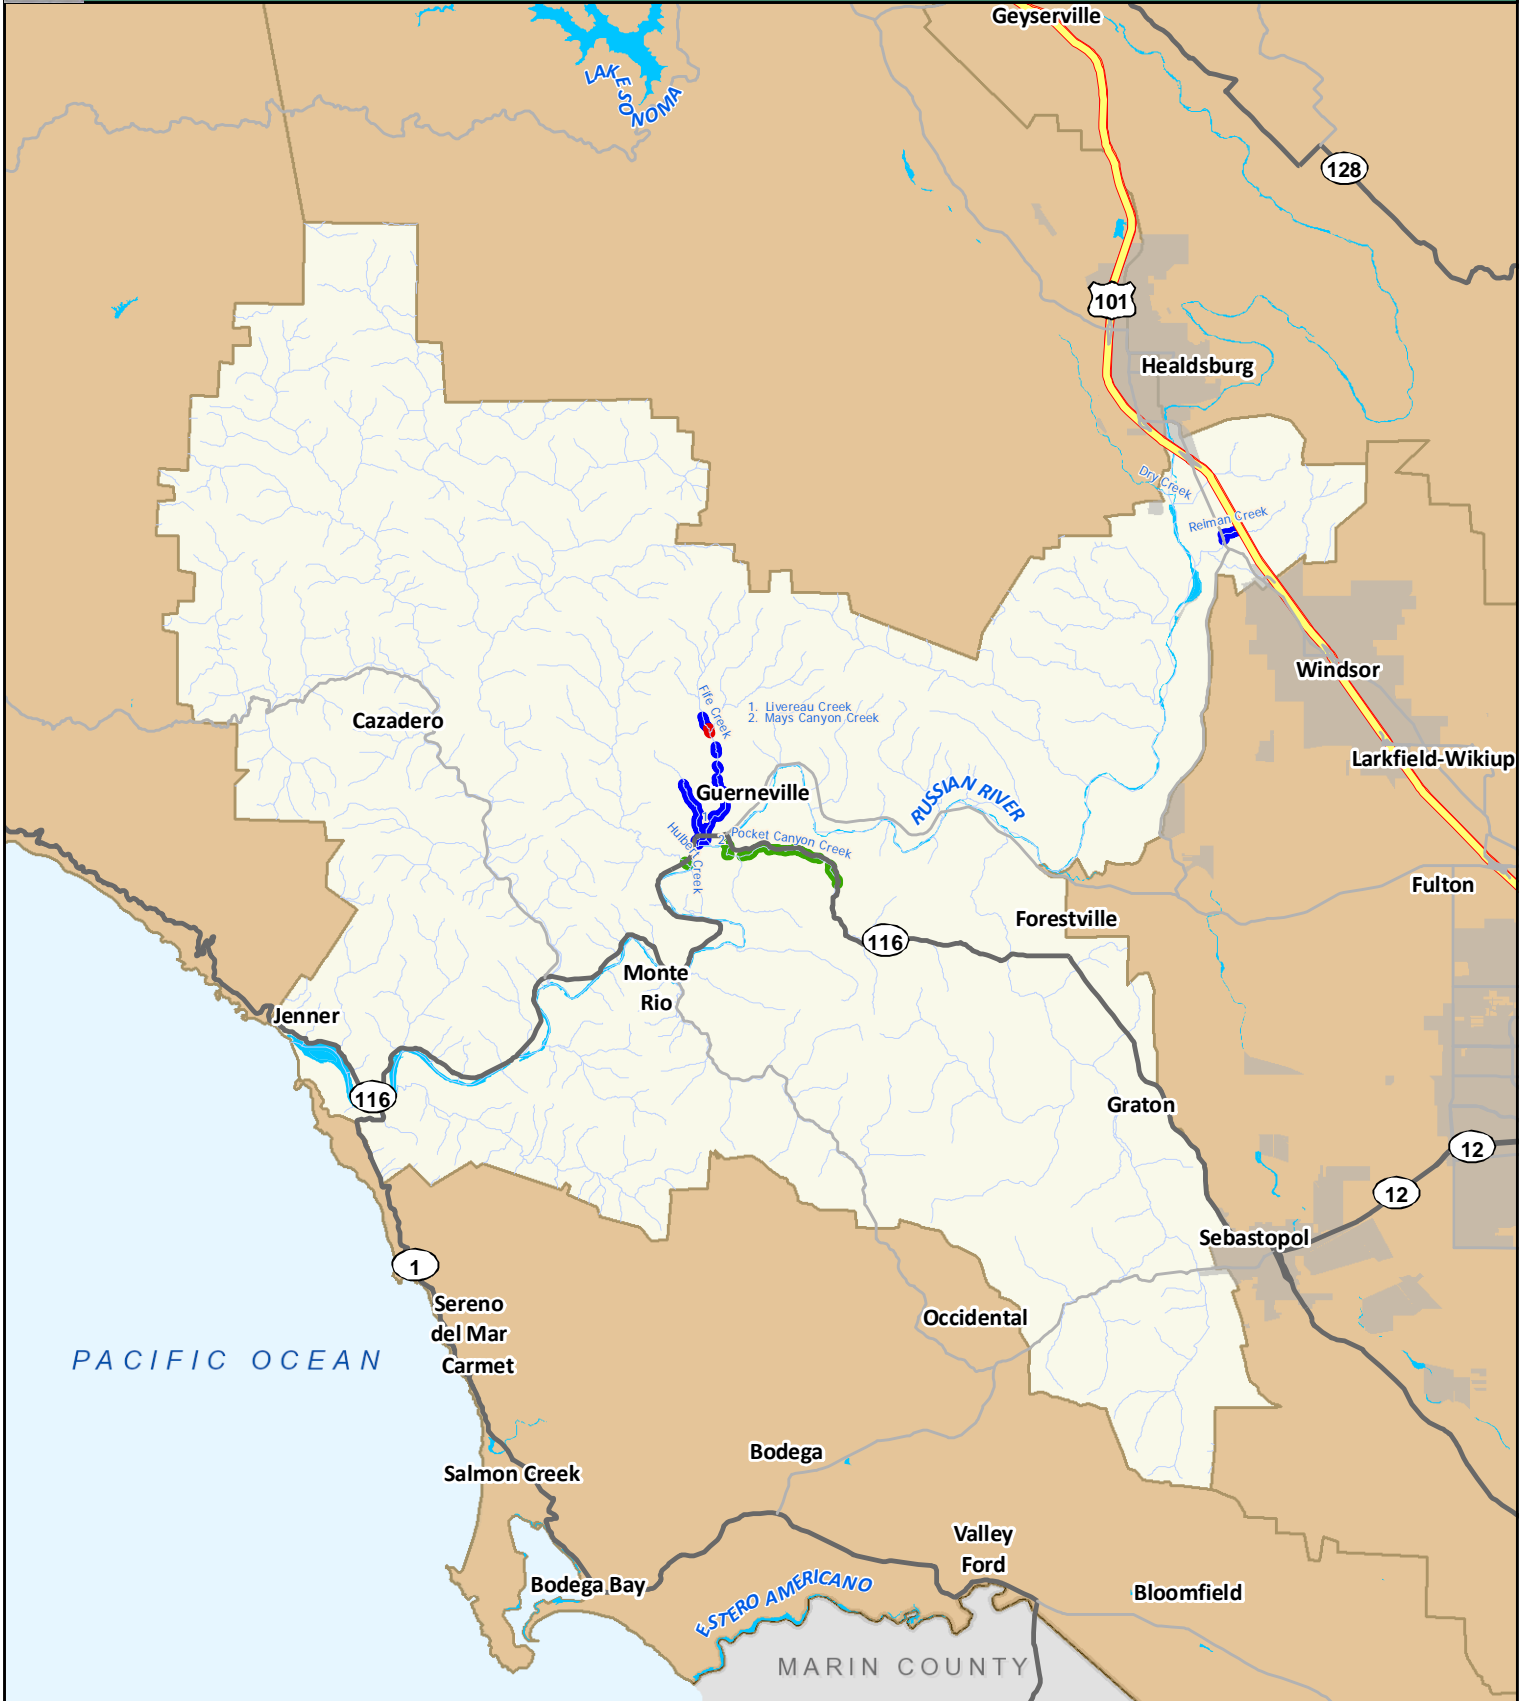 Geyserville
LAKE SONOMA
128
101
Healdsburg
Dry Creek
Reiman Creek
Windsor
Fife Creek
1. Livereau Creek
2. Mays Canyon Creek
Cazadero
Larkfield-Wikiup
Guerneville
RUSSIAN RIVER
1
2
Pocket Canyon Creek
Hulbert Creek
Fulton
Forestville
116
Monte
Rio
Jenner
116
Graton
12
12
Sebastopol
1
Sereno
del Mar
Occidental
PACIFIC OCEAN
Carmet
Bodega
Salmon Creek
Valley
Ford
Bodega Bay
ESTERO AMERICANO
Bloomfield
MARIN COUNTY